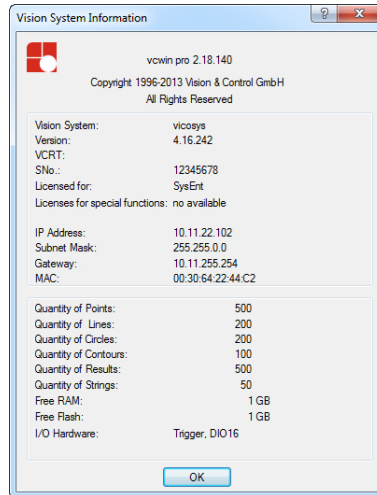 Vision System Information
vcwin pro 2.18.140
Copyright 1996-2013 Vision & Control GmbH
All Rights Reserved
Vision System: vicosys
Version: 4.16.242
VCRT:
SNo.: 12345678
Licensed for: SysEnt
Licenses for special functions: no available
IP Address: 10.11.22.102
Subnet Mask: 255.255.0.0
Gateway: 10.11.255.254
MAC: 00:30:64:22:44:C2
Quantity of Points: 500
Quantity of Lines: 200
Quantity of Circles: 200
Quantity of Contours: 100
Quantity of Results: 500
Quantity of Strings: 50
Free RAM: 1 GB
Free Flash: 1 GB
I/O Hardware: Trigger, DIO16
OK